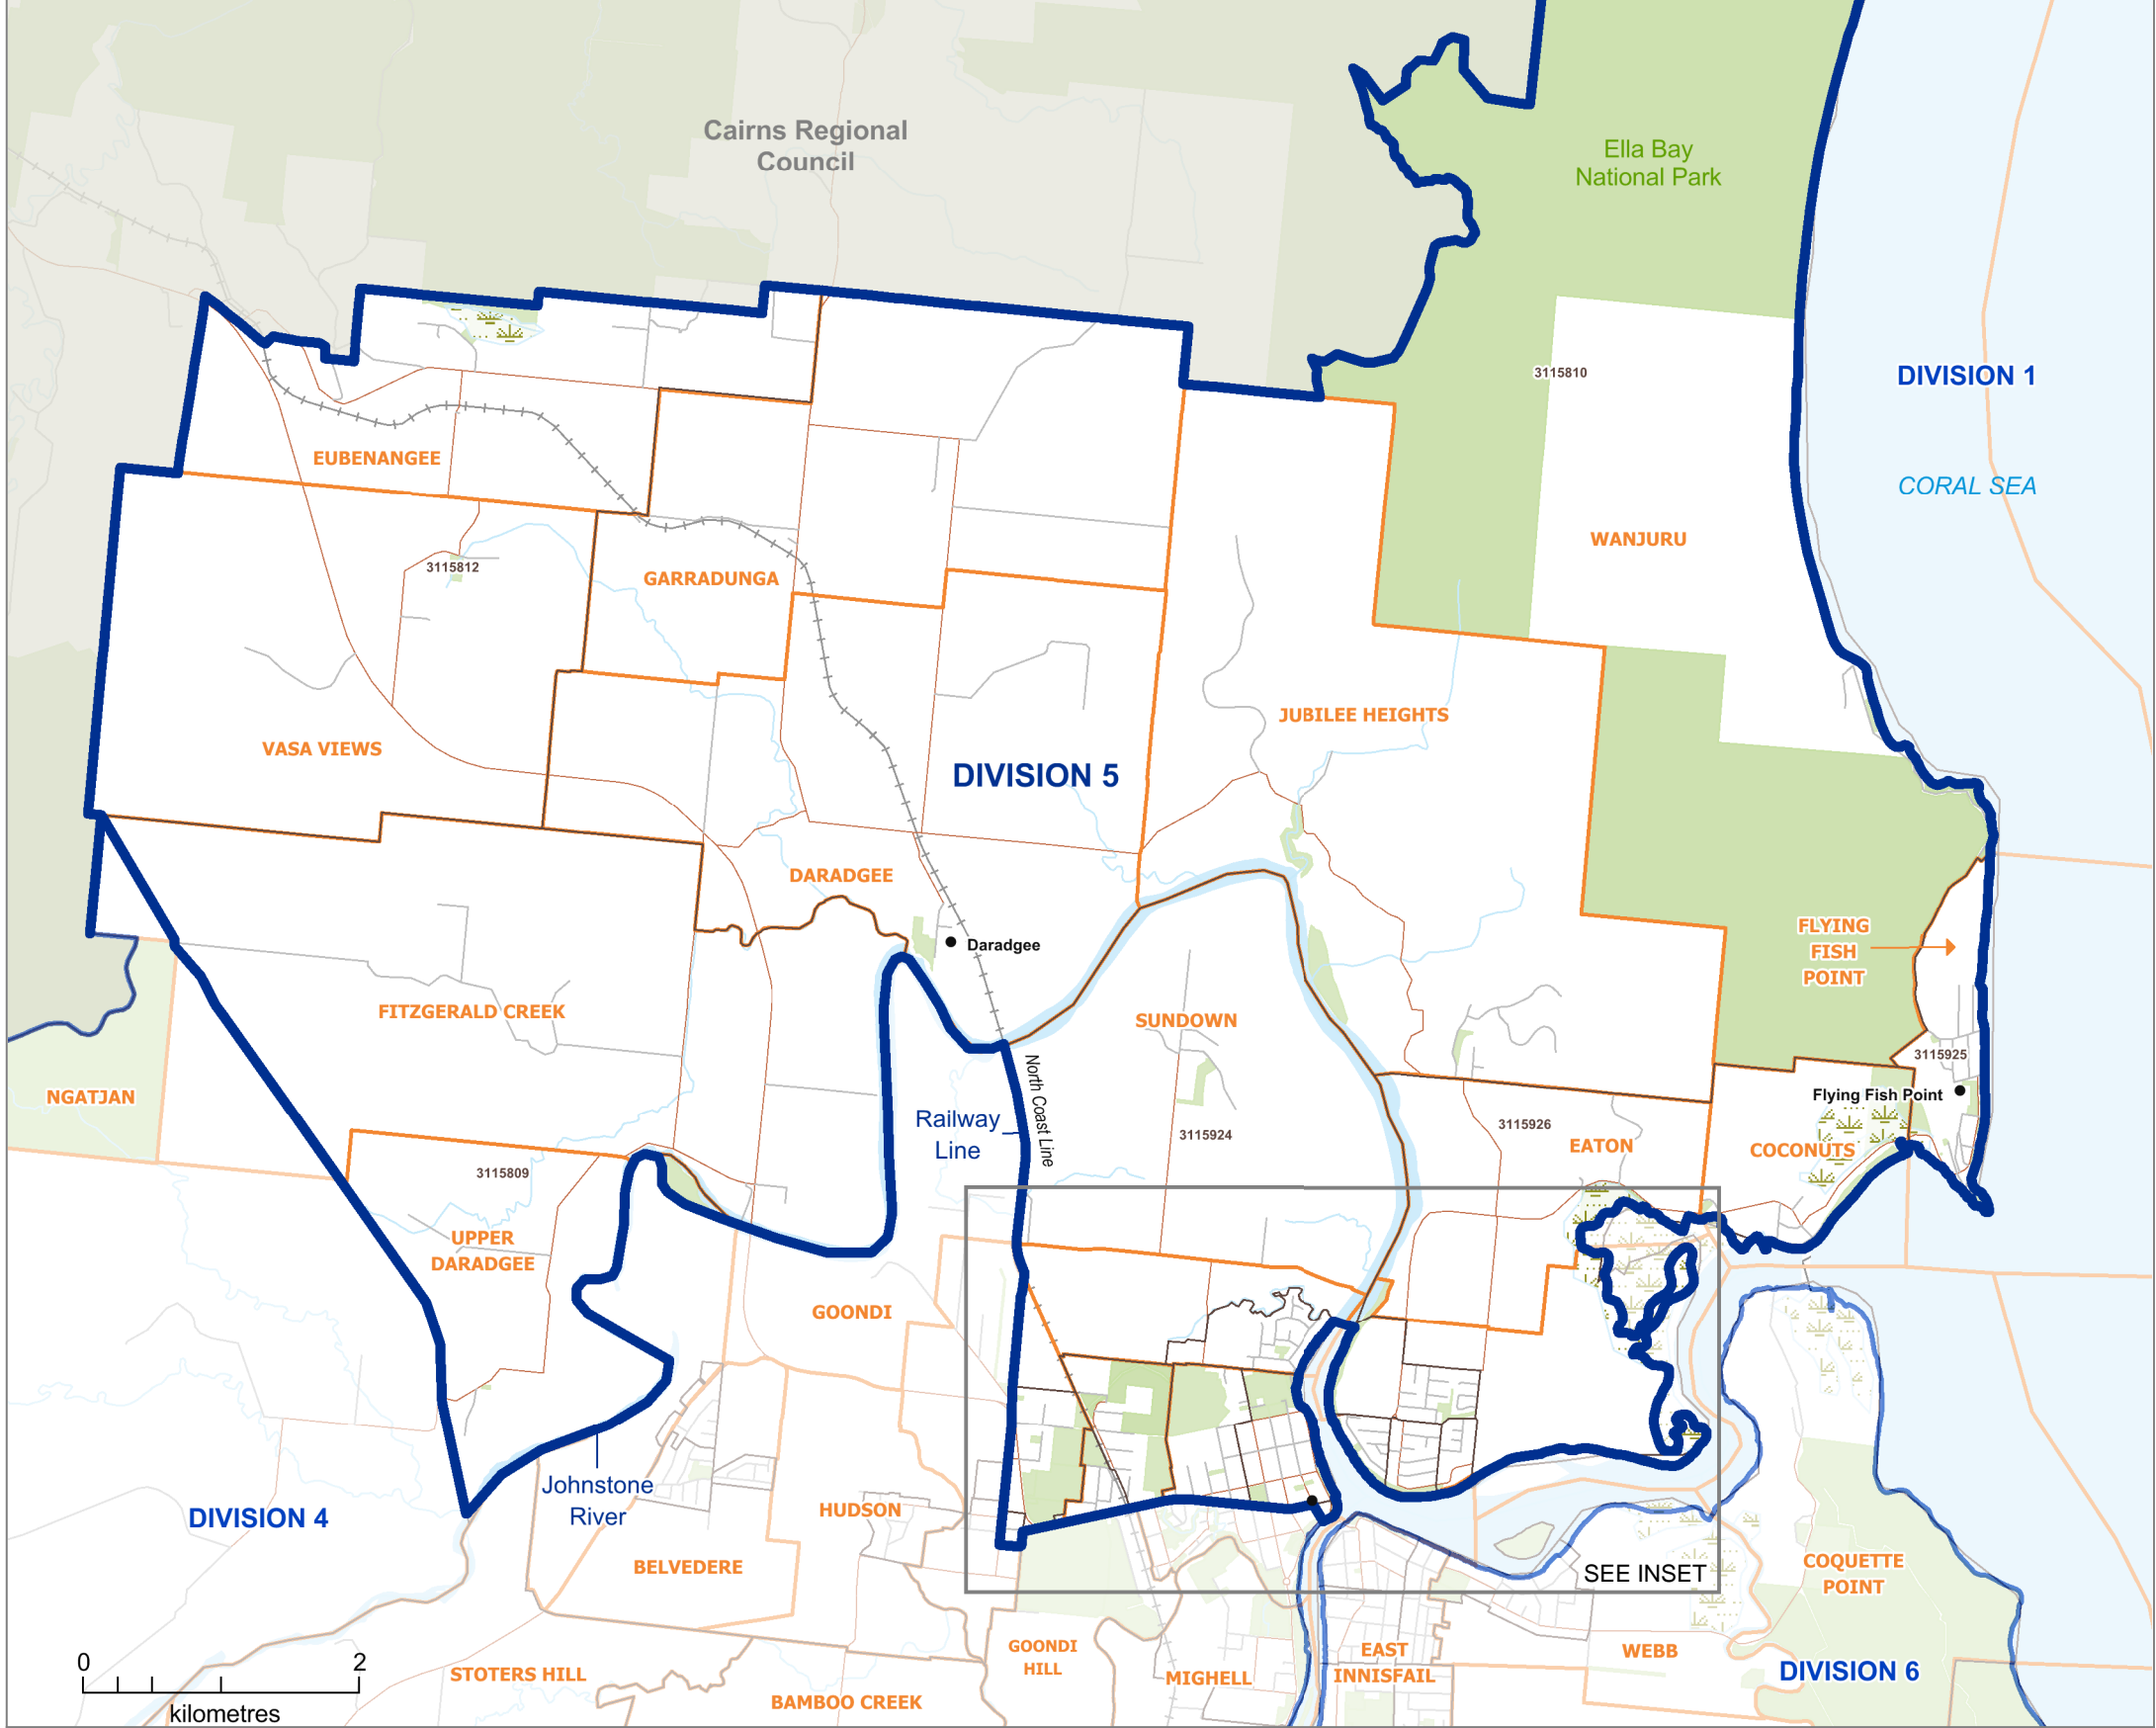 Cairns Regional
Council
Ella Bay
National Park
3115810
DIVISION 1
EUBENANGEE
CORAL SEA
WANJURU
3115812
GARRADUNGA
JUBILEE HEIGHTS
VASA VIEWS
DIVISION 5
DARADGEE
FLYING
FISH
POINT
Daradgee
FITZGERALD CREEK
SUNDOWN
3115925
North Coast Line
NGATJAN
Flying Fish Point
Railway
Line
3115924
3115926
EATON
COCONUTS
3115809
UPPER
DARADGEE
GOONDI
Johnstone
River
DIVISION 4
HUDSON
BELVEDERE
SEE INSET
COQUETTE
POINT
GOONDI
HILL
EAST
INNISFAIL
WEBB
DIVISION 6
STOTERS HILL
MIGHELL
BAMBOO CREEK
0 2
kilometres